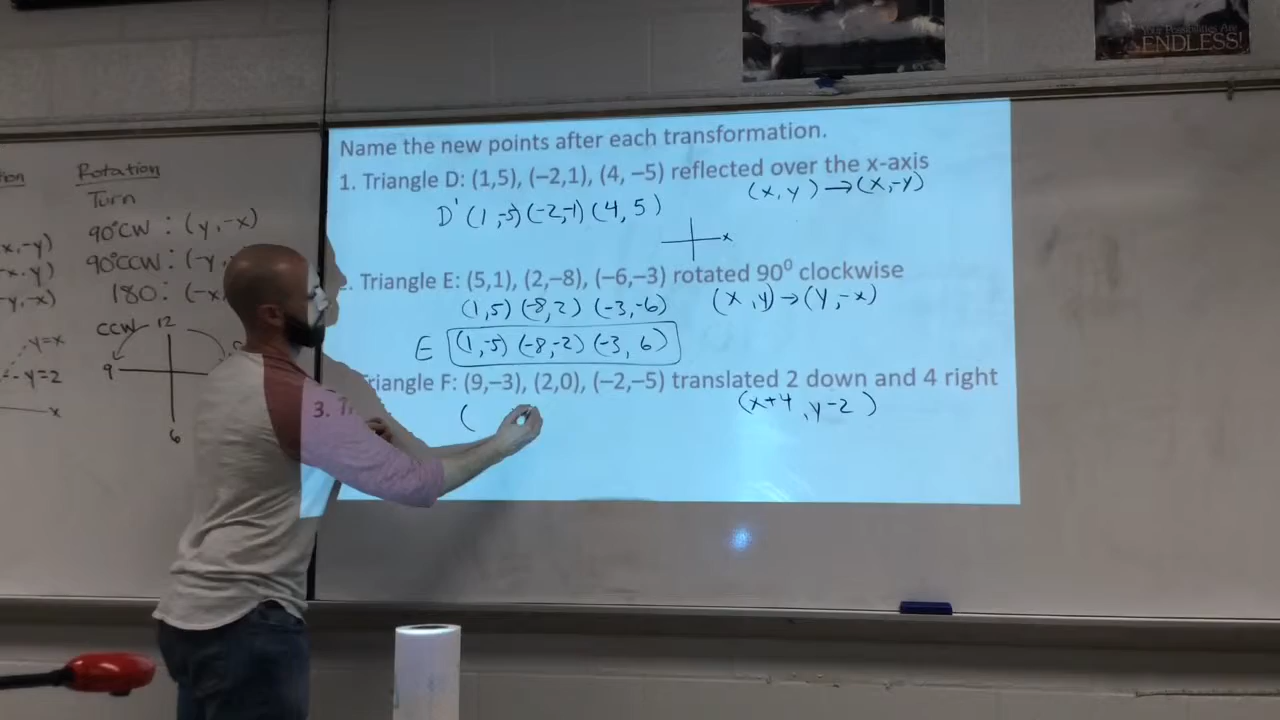 ENDLESS!
Name the new points after each transformation.
1. Triangle D: (1,5), (−2,1), (4, −5) reflected over the x-axis
(x,y) → (x,-y)
D' (1,-5) (-2,-1) (4,5)
x
Triangle E: (5,1), (2,−8), (−6,−3) rotated 90⁰ clockwise
(1,5) (-8,2) (-3,-6)
(x,y) → (y,-x)
E (1,-5) (-8,-2) (-3,6)
3.
Triangle F: (9,−3), (2,0), (−2,−5) translated 2 down and 4 right
(
(x+4,y-2)
Rotation
Turn
90°CW: (y,-x)
90°CCW: (-y,
180: (-x,
CCW 12
9
6
x,-y)
-x,y)
-y,-x)
y=x
y=2
x